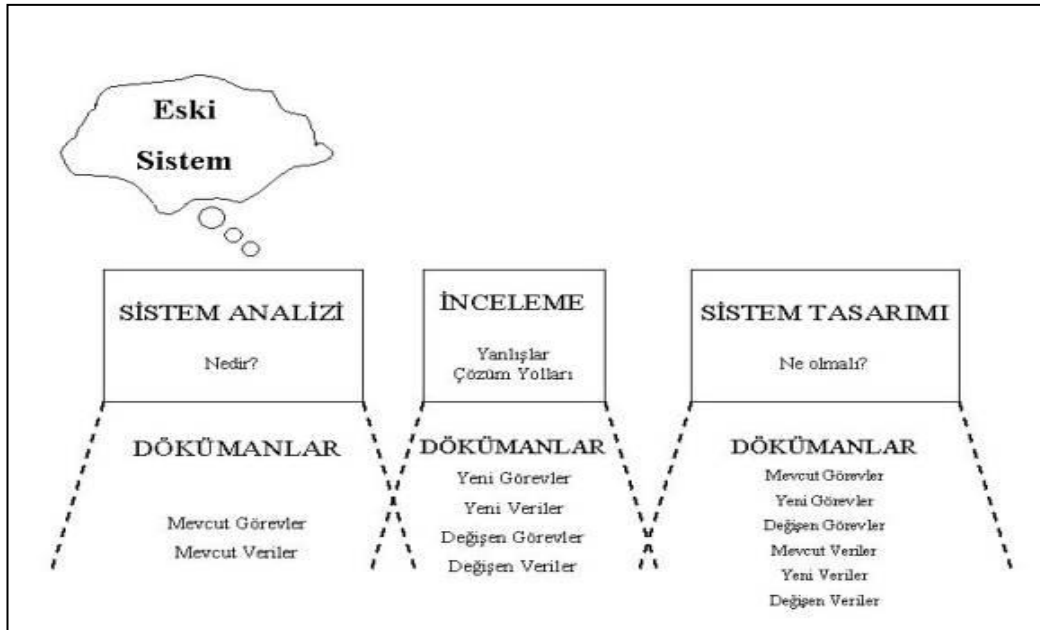 Eski
Sistem
SİSTEM ANALİZİ
Nedir?
DÖKÜMANLAR
Mevcut Görevler
Mevcut Veriler
İNCELEME
Yanlışlar
Çözüm Yolları
DÖKÜMANLAR
Yeni Görevler
Yeni Veriler
Değişen Görevler
Değişen Veriler
SİSTEM TASARIMI
Ne olmalı?
DÖKÜMANLAR
Mevcut Görevler
Yeni Görevler
Değişen Görevler
Mevcut Veriler
Yeni Veriler
Değişen Veriler